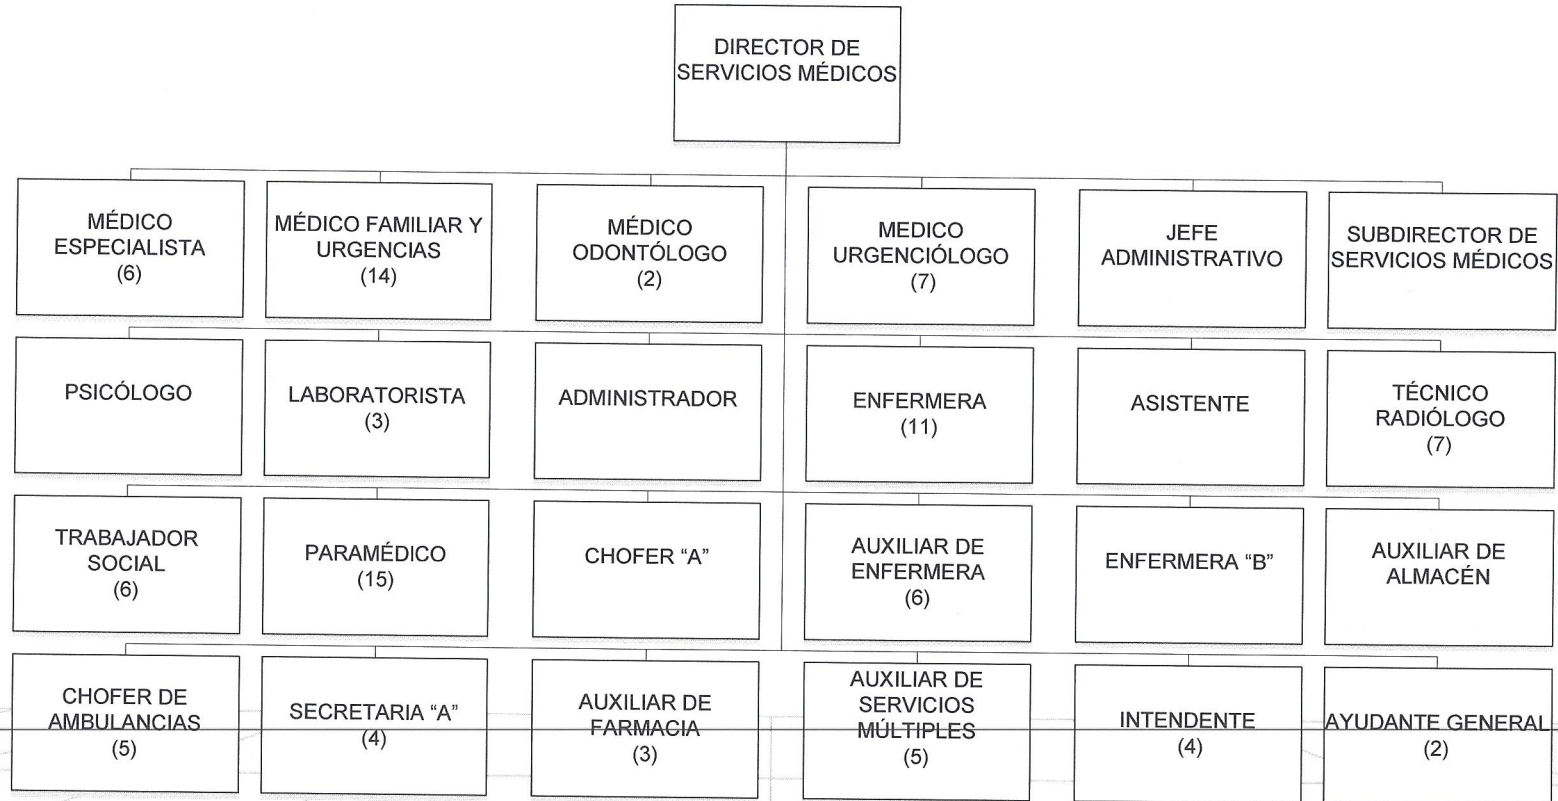 DIRECTOR DE
SERVICIOS MÉDICOS
MÉDICO
ESPECIALISTA
(6)
MÉDICO FAMILIAR Y
URGENCIAS
(14)
MÉDICO
ODONTÓLOGO
(2)
MEDICO
URGENCIÓLOGO
(7)
JEFE
ADMINISTRATIVO
SUBDIRECTOR DE
SERVICIOS MÉDICOS
PSICÓLOGO
LABORATORISTA
(3)
ADMINISTRADOR
ENFERMERA
(11)
ASISTENTE
TÉCNICO
RADIÓLOGO
(7)
TRABAJADOR
SOCIAL
(6)
PARAMÉDICO
(15)
CHOFER “A”
AUXILIAR DE
ENFERMERA
(6)
ENFERMERA “B”
AUXILIAR DE
ALMACÉN
CHOFER DE
AMBULANCIAS
(5)
SECRETARIA “A”
(4)
AUXILIAR DE
FARMACIA
(3)
AUXILIAR DE
SERVICIOS
MÚLTIPLES
(5)
INTENDENTE
(4)
AYUDANTE GENERAL
(2)